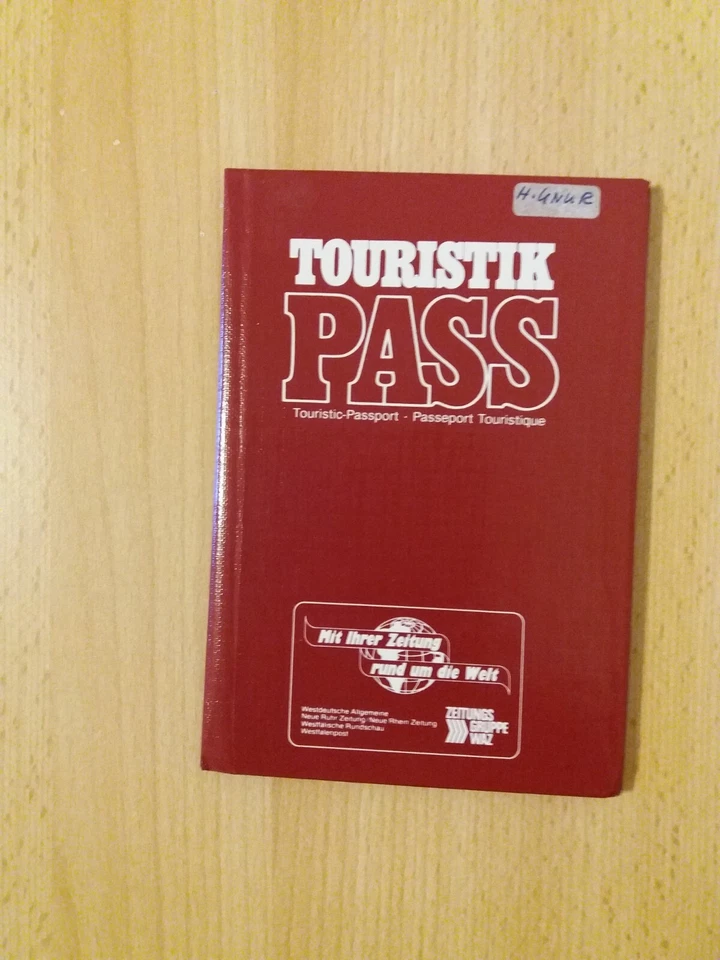 H. GNUR
TOURISTIK
PASS
Touristic-Passport · Passeport Touristique
Mit Ihrer Zeitung
rund um die Welt
Westdeutsche Allgemeine
Neue Ruhr Zeitung/Neue Rhein Zeitung
Westfälische Rundschau
Westfalenpost
ZEITUNGS
GRUPPE
WAZ